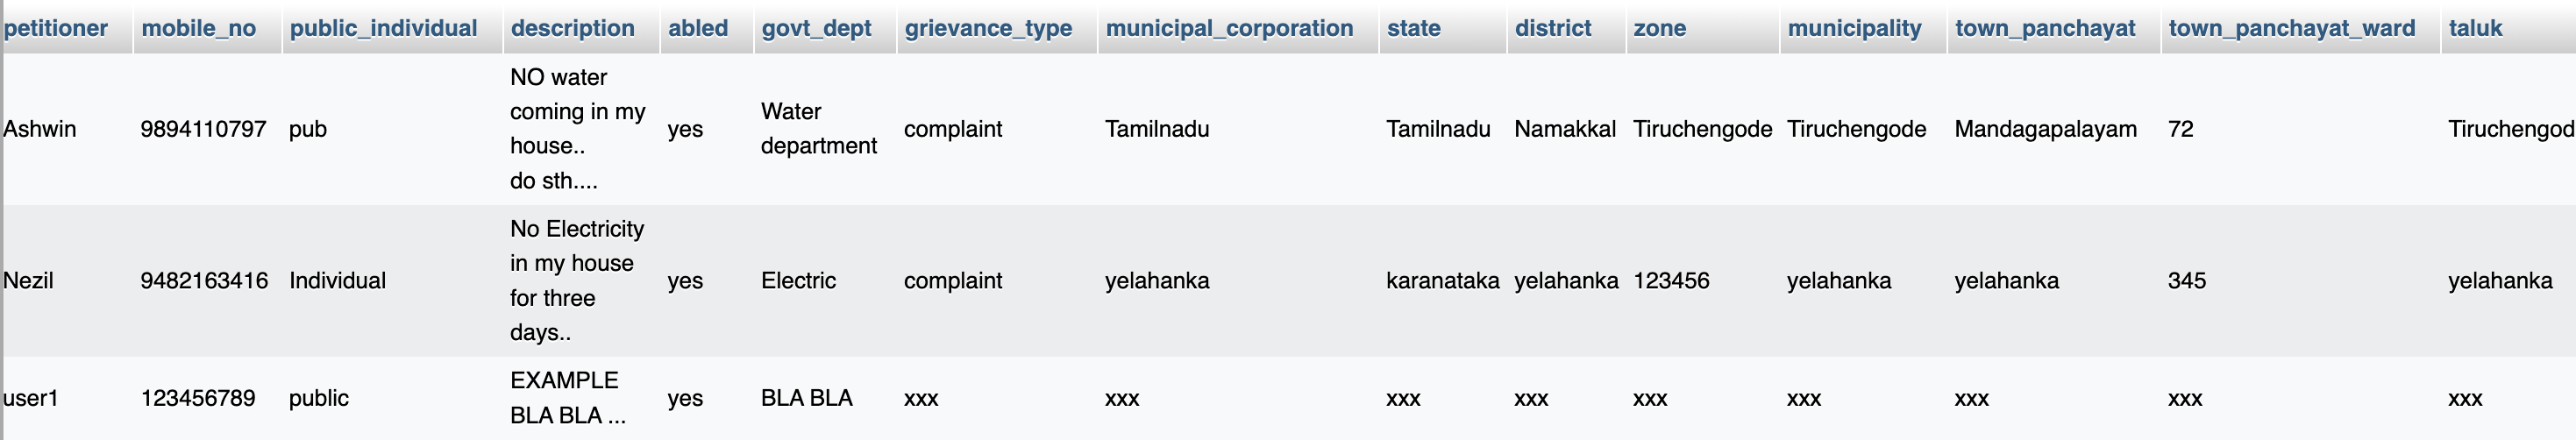 petitioner mobile_no public_individual description abled govt_dept grievance_type municipal_corporation state district zone municipality town_panchayat town_panchayat_ward taluk
NO water
coming in my
house..
do sth....
Ashwin 9894110797 pub yes Water
department complaint Tamilnadu Tamilnadu Namakkal Tiruchengode Tiruchengode Mandagapalayam 72 Tiruchengod
No Electricity
in my house
for three
days..
Nezil 9482163416 Individual yes Electric complaint yelahanka karanataka yelahanka 123456 yelahanka yelahanka 345 yelahanka
EXAMPLE
BLA BLA ...
user1 123456789 public yes BLA BLA xxx xxx xxx xxx xxx xxx xxx xxx xxx